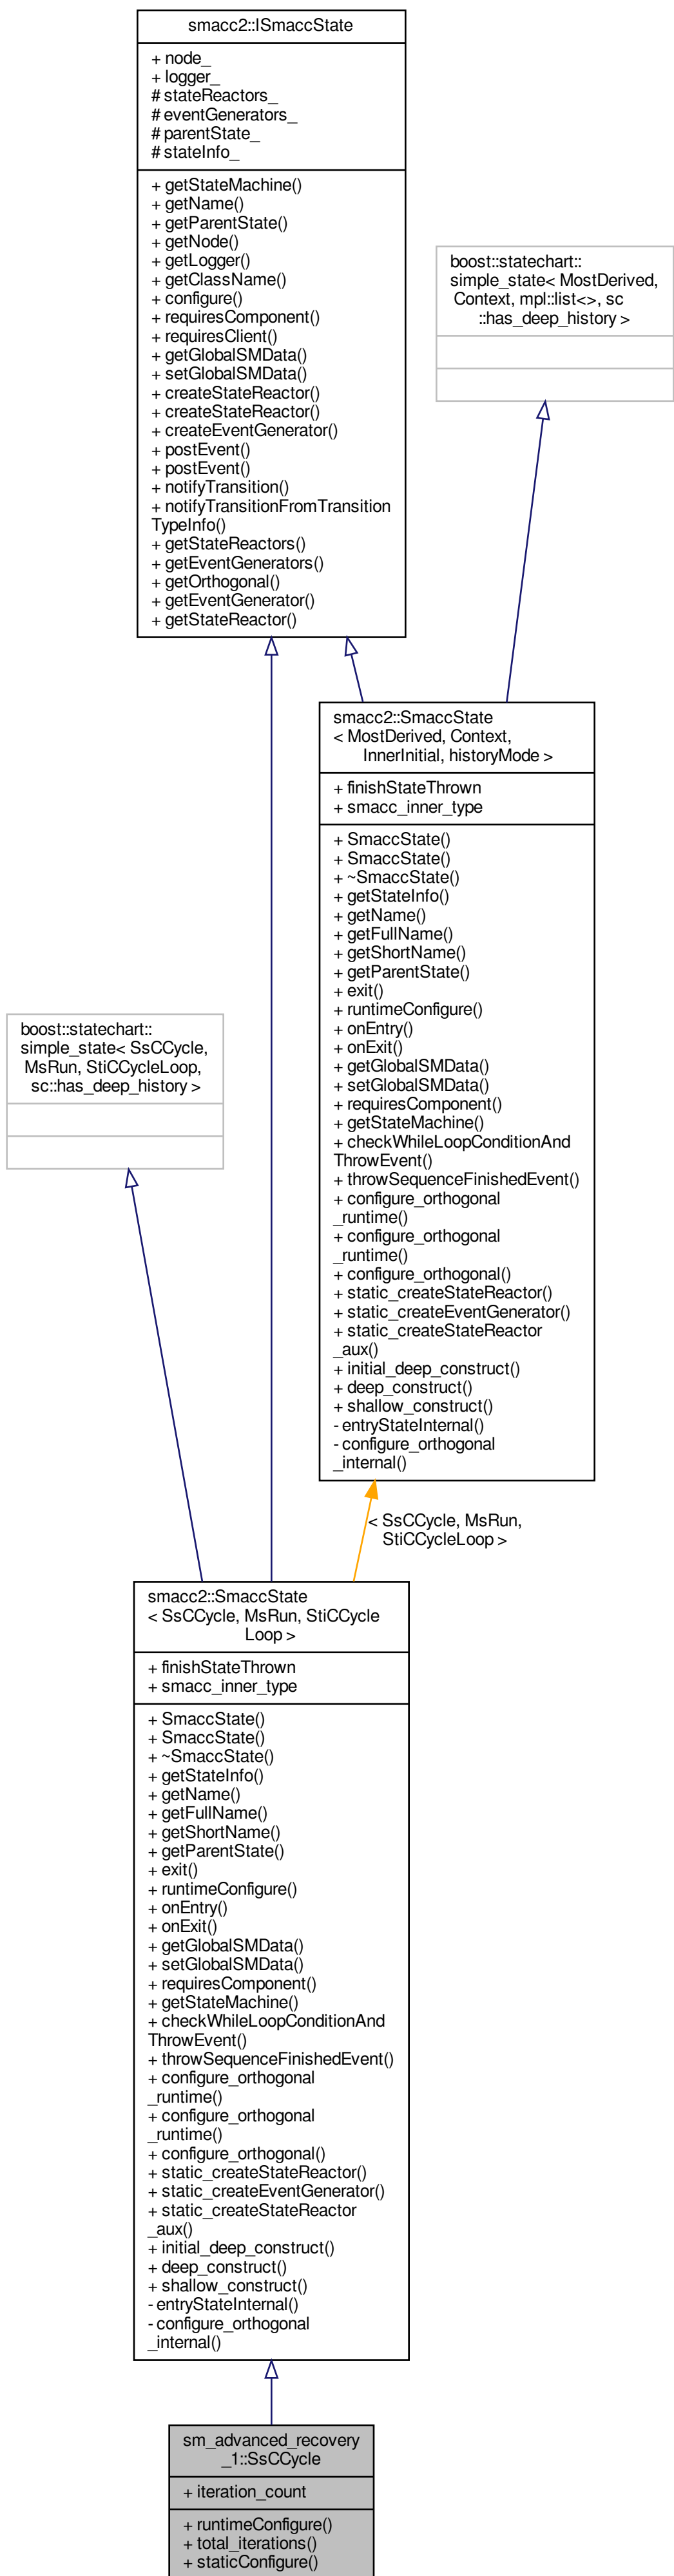 smacc2::ISmaccState
+ node_
+ logger_
# stateReactors_
# eventGenerators_
# parentState_
# stateInfo_
+ getStateMachine()
+ getName()
+ getParentState()
+ getNode()
+ getLogger()
+ getClassName()
+ configure()
+ requiresComponent()
+ requiresClient()
+ getGlobalSMData()
+ setGlobalSMData()
+ createStateReactor()
+ createStateReactor()
+ createEventGenerator()
+ postEvent()
+ postEvent()
+ notifyTransition()
+ notifyTransitionFromTransition
TypeInfo()
+ getStateReactors()
+ getEventGenerators()
+ getOrthogonal()
+ getEventGenerator()
+ getStateReactor()
boost::statechart::
simple_state< MostDerived,
Context, mpl::list<>, sc
::has_deep_history >
smacc2::SmaccState
< MostDerived, Context,
InnerInitial, historyMode >
+ finishStateThrown
+ smacc_inner_type
+ SmaccState()
+ SmaccState()
+ ~SmaccState()
+ getStateInfo()
+ getName()
+ getFullName()
+ getShortName()
+ getParentState()
+ exit()
+ runtimeConfigure()
+ onEntry()
+ onExit()
+ getGlobalSMData()
+ setGlobalSMData()
+ requiresComponent()
+ getStateMachine()
+ checkWhileLoopConditionAnd
ThrowEvent()
+ throwSequenceFinishedEvent()
+ configure_orthogonal
_runtime()
+ configure_orthogonal
_runtime()
+ configure_orthogonal()
+ static_createStateReactor()
+ static_createEventGenerator()
+ static_createStateReactor
_aux()
+ initial_deep_construct()
+ deep_construct()
+ shallow_construct()
- entryStateInternal()
- configure_orthogonal
_internal()
boost::statechart::
simple_state< SsCCycle,
MsRun, StiCCycleLoop,
sc::has_deep_history >
< SsCCycle, MsRun,
StiCCycleLoop >
smacc2::SmaccState
< SsCCycle, MsRun, StiCCycle
Loop >
+ finishStateThrown
+ smacc_inner_type
+ SmaccState()
+ SmaccState()
+ ~SmaccState()
+ getStateInfo()
+ getName()
+ getFullName()
+ getShortName()
+ getParentState()
+ exit()
+ runtimeConfigure()
+ onEntry()
+ onExit()
+ getGlobalSMData()
+ setGlobalSMData()
+ requiresComponent()
+ getStateMachine()
+ checkWhileLoopConditionAnd
ThrowEvent()
+ throwSequenceFinishedEvent()
+ configure_orthogonal
_runtime()
+ configure_orthogonal
_runtime()
+ configure_orthogonal()
+ static_createStateReactor()
+ static_createEventGenerator()
+ static_createStateReactor
_aux()
+ initial_deep_construct()
+ deep_construct()
+ shallow_construct()
- entryStateInternal()
- configure_orthogonal
_internal()
sm_advanced_recovery
_1::SsCCycle
+ iteration_count
+ runtimeConfigure()
+ total_iterations()
+ staticConfigure()